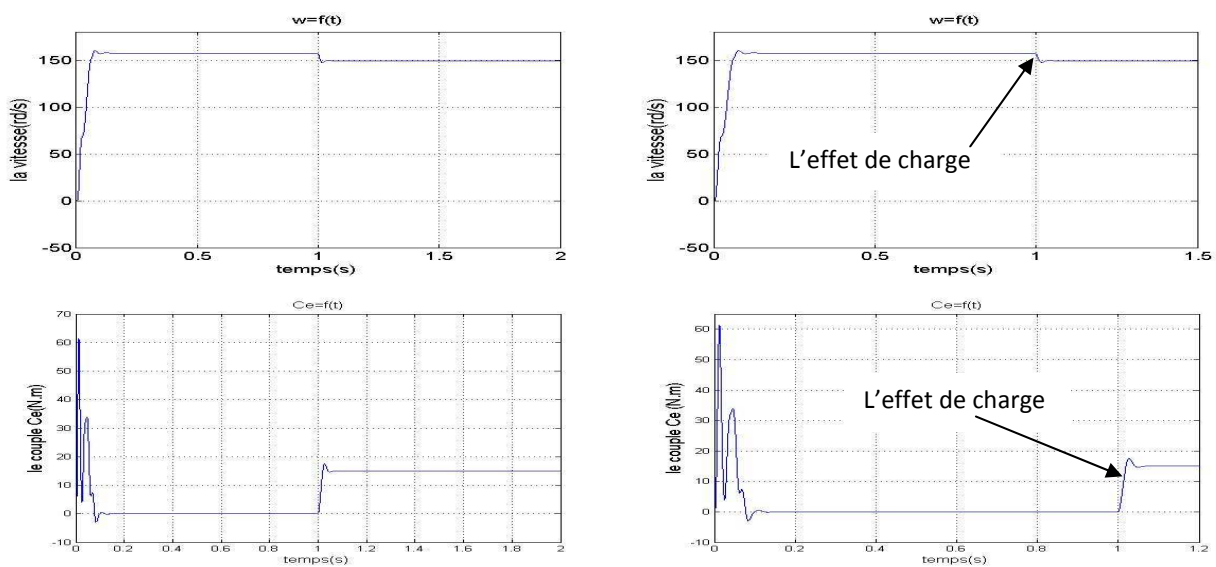 w=f(t)
la vitesse(rd/s)
150
100
50
0
-50
0 0.5 1 1.5 2
temps(s)
w=f(t)
la vitesse(rd/s)
150
100
50
0
-50
L'effet de charge
0 0.5 1 1.5
temps(s)
Ce=f(t)
le couple Ce(N.m)
70
60
50
40
30
20
10
0
-10
0 0.2 0.4 0.6 0.8 1 1.2 1.4 1.6 1.8 2
temps(s)
Ce=f(t)
le couple Ce (N.m)
60
50
40
30
20
10
0
-10
L'effet de charge
0 0.2 0.4 0.6 0.8 1 1.2
temps(s)